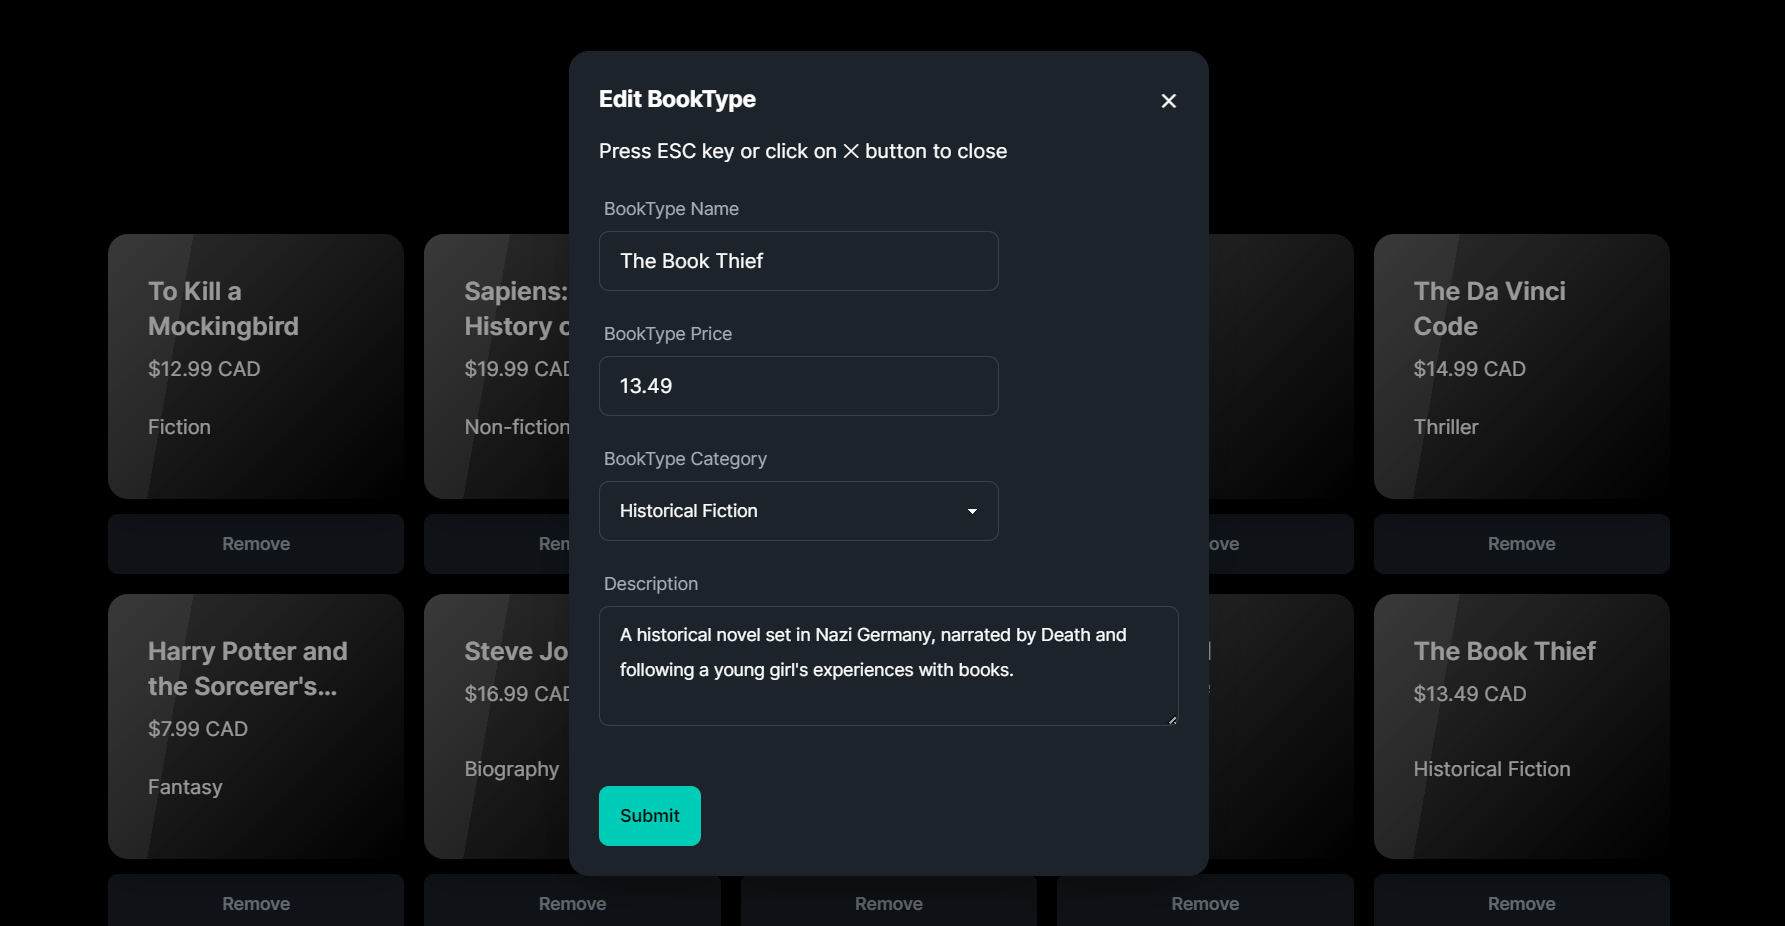 Edit BookType
Press ESC key or click on ✕ button to close
BookType Name
The Book Thief
BookType Price
13.49
BookType Category
Historical Fiction
Description
A historical novel set in Nazi Germany, narrated by Death and
following a young girl's experiences with books.
Submit
To Kill a
Mockingbird
$12.99 CAD
Fiction
Remove
Sapiens:
History
$19.99 CAD
Non-fiction
The Da Vinci
Code
$14.99 CAD
Thriller
Remove
Harry Potter and
the Sorcerer's...
$7.99 CAD
Fantasy
Remove
Steve
$16.99 CAD
Biography
Remove
Remove
Remove
The Book Thief
$13.49 CAD
Historical Fiction
Remove